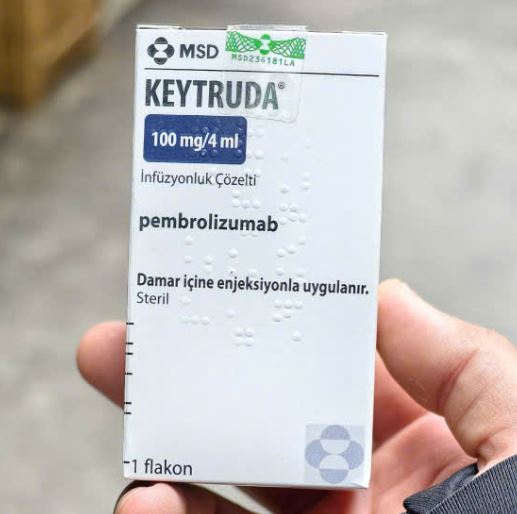 MSD
MSD234181LA
KEYTRUDA®
100 mg/4 ml
İnfüzyonluk Çözelti
pembrolizumab
Damar içine enjeksiyonla uygulanır.
Steril
1 flakon